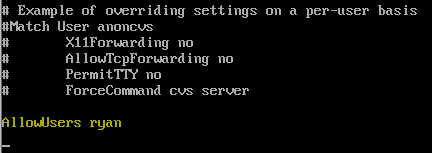 # Example of overriding settings on a per-user basis
#Match User anoncvs
#       X11Forwarding no
#       AllowTcpForwarding no
#       PermitTTY no
#       ForceCommand cvs server
AllowUsers ryan